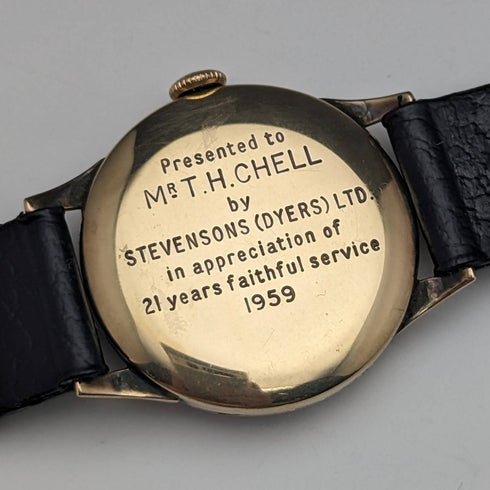 Presented to
Mr T.H.CHELL
by
STEVENSONS (DYERS) LTD.
in appreciation of
21 years faithful service
1959